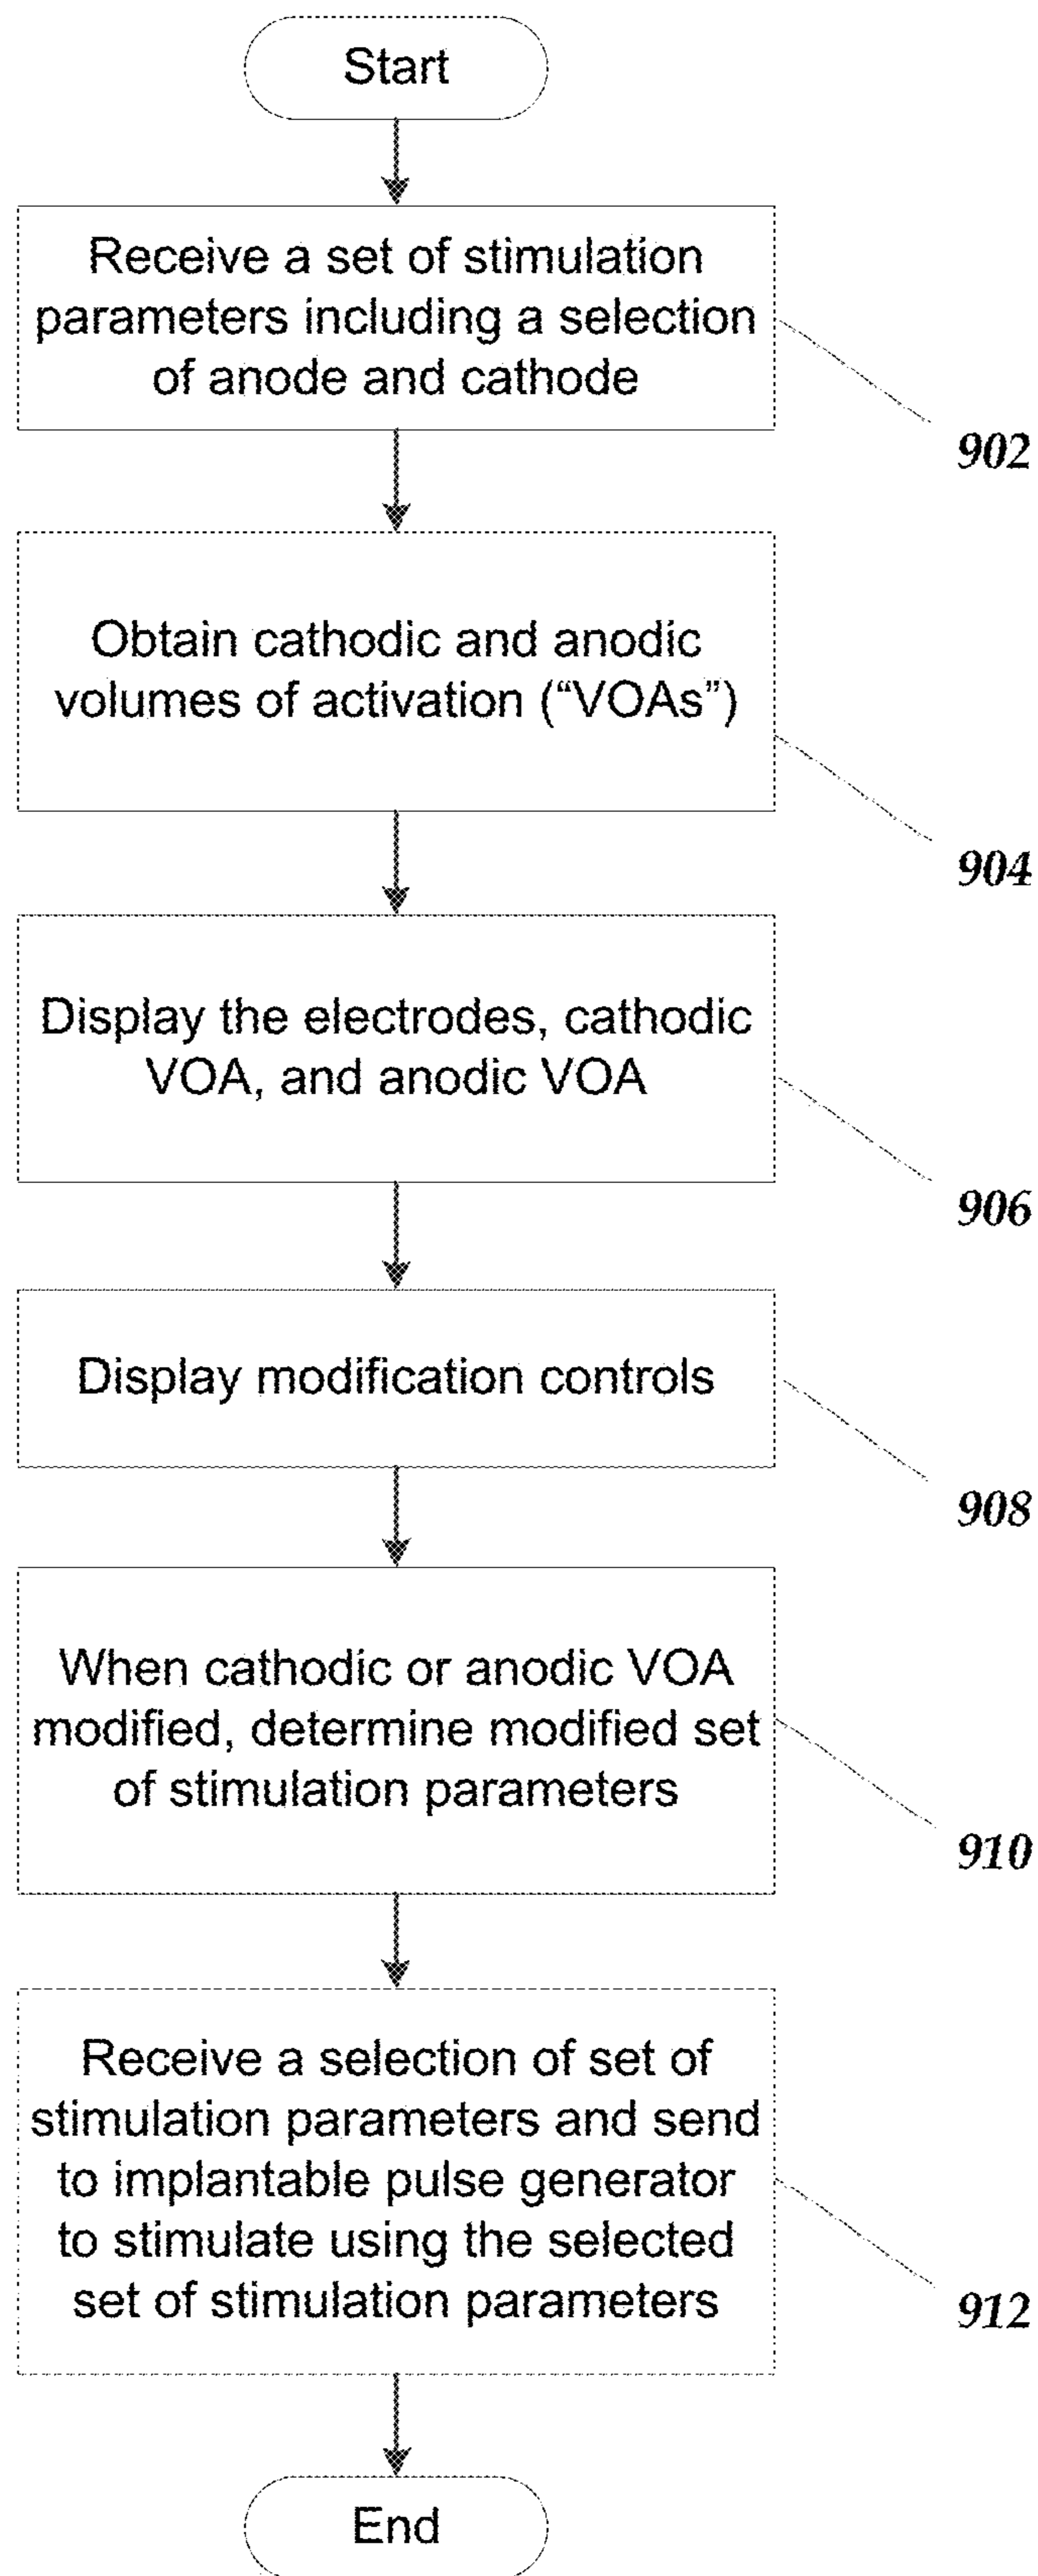 Start
Receive a set of stimulation
parameters including a selection
of anode and cathode
902
Obtain cathodic and anodic
volumes of activation (“VOAs”)
904
Display the electrodes, cathodic
VOA, and anodic VOA
906
Display modification controls
908
When cathodic or anodic VOA
modified, determine modified set
of stimulation parameters
910
Receive a selection of set of
stimulation parameters and send
to implantable pulse generator
to stimulate using the selected
set of stimulation parameters
912
End